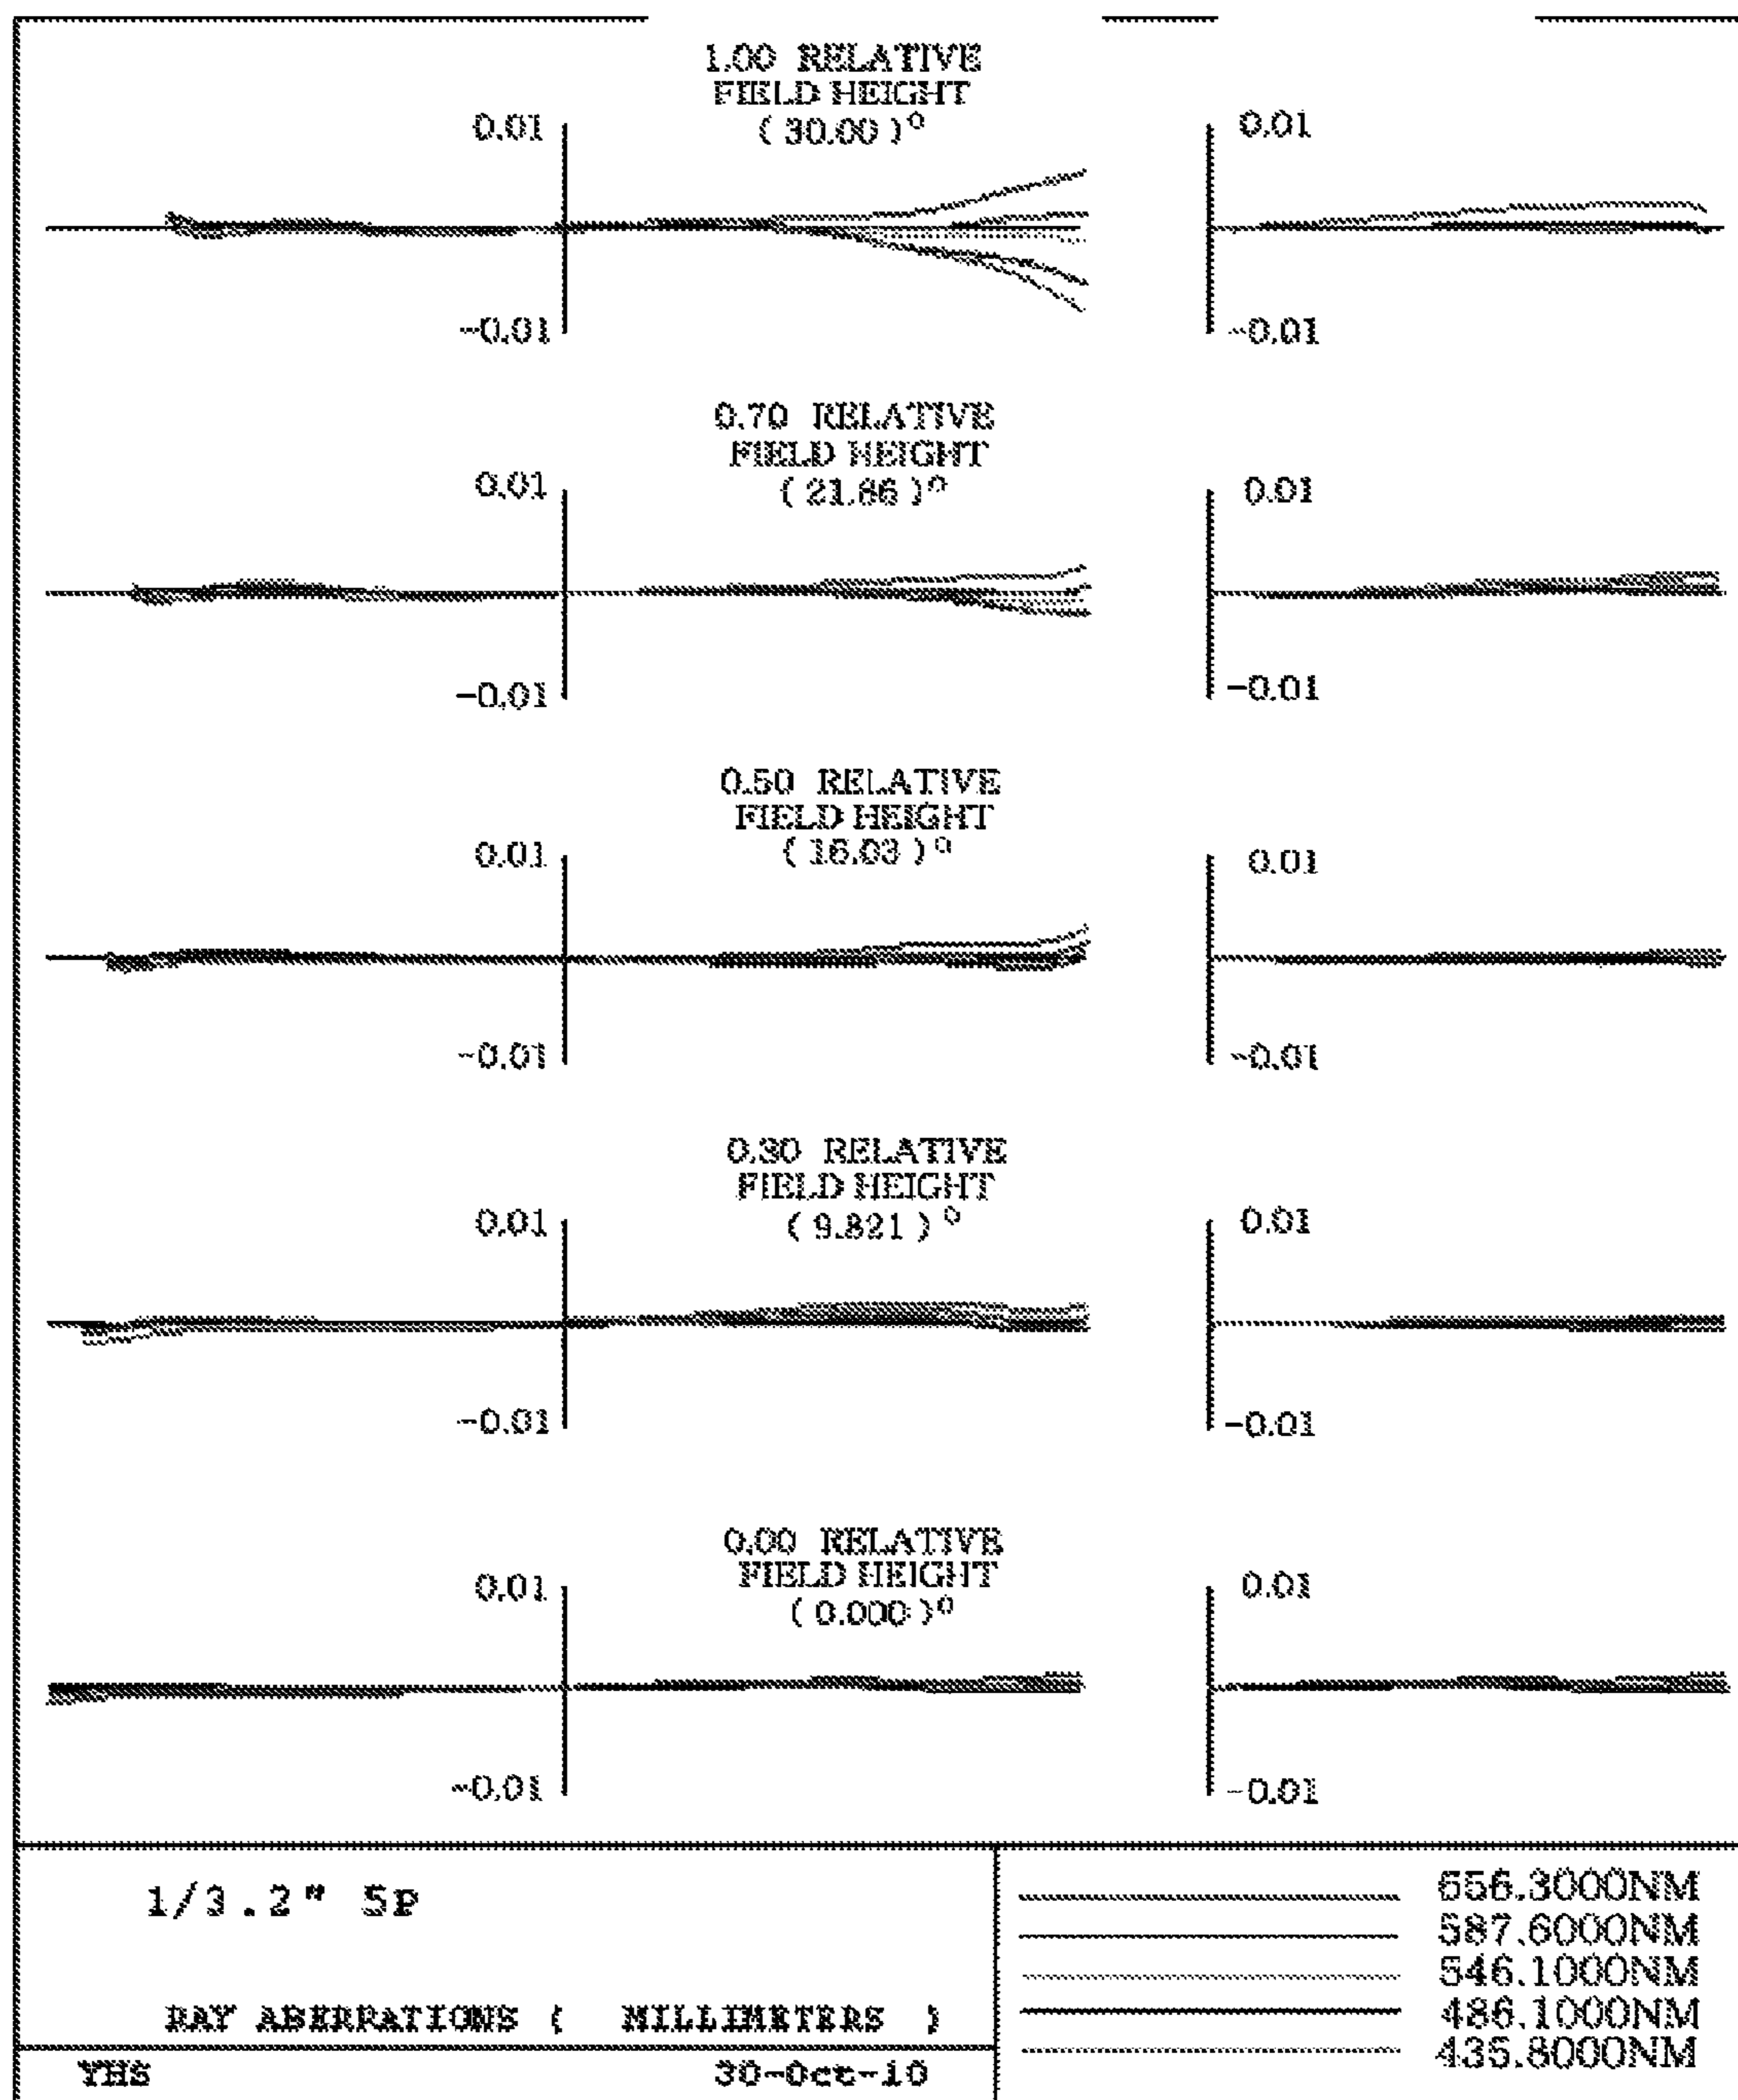 1.00 RELATIVE
FIELD HEIGHT
( 30.00 )°
0.01
0.01
-0.01
-0.01
0.70 RELATIVE
FIELD HEIGHT
( 21.86 )°
0.01
0.01
-0.01
-0.01
0.50 RELATIVE
FIELD HEIGHT
( 16.03 )°
0.01
0.01
-0.01
-0.01
0.30 RELATIVE
FIELD HEIGHT
( 9.821 )°
0.01
0.01
-0.01
-0.01
0.00 RELATIVE
FIELD HEIGHT
( 0.000 )°
0.01
0.01
-0.01
-0.01
1/3.2" 5P
RAY ABERRATIONS ( MILLIMETERS )
YHS 30-Oct-10
656.3000NM
587.6000NM
546.1000NM
486.1000NM
435.8000NM